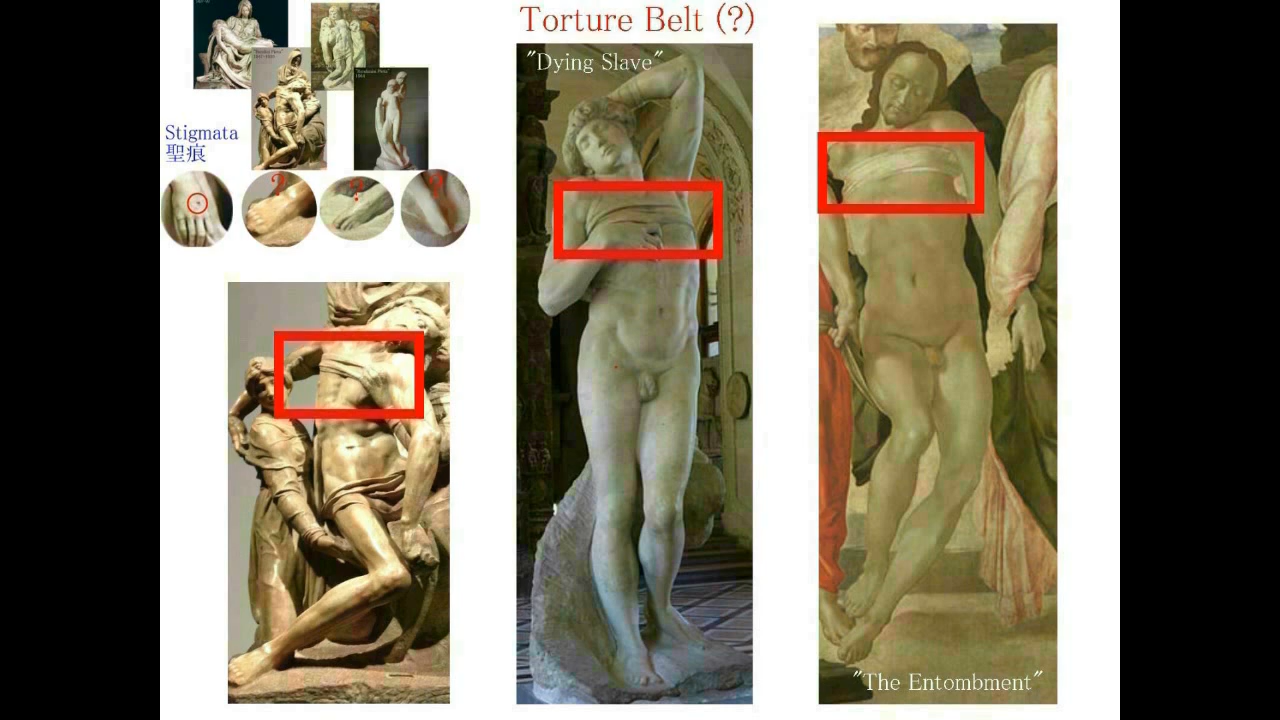 Torture Belt (?)
"Dying Slave"
Stigmata
聖痕
?
?
"The Entombment"